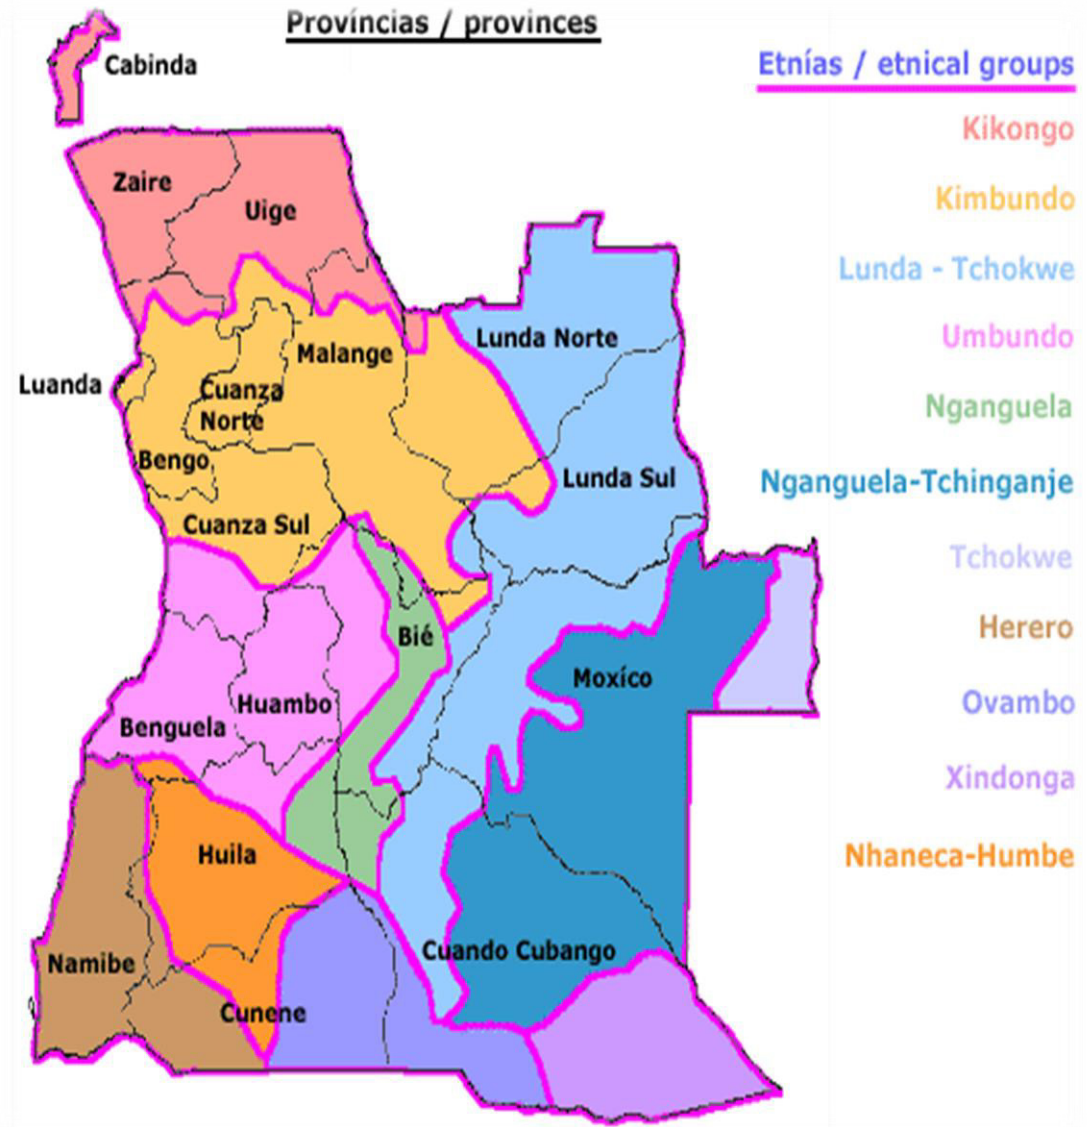 Províncias / provinces
Cabinda
Etnías / etnical groups
Kikongo
Zaire
Uige
Kimbundo
Lunda - Tchokwe
Lunda Norte
Umbundo
Malange
Luanda
Cuanza
Norte
Nganguela
Bengo
Lunda Sul
Nganguela-Tchinganje
Cuanza Sul
Tchokwe
Bié
Herero
Moxíco
Huambo
Ovambo
Benguela
Xindonga
Huila
Nhaneca-Humbe
Cuando Cubango
Namibe
Cunene